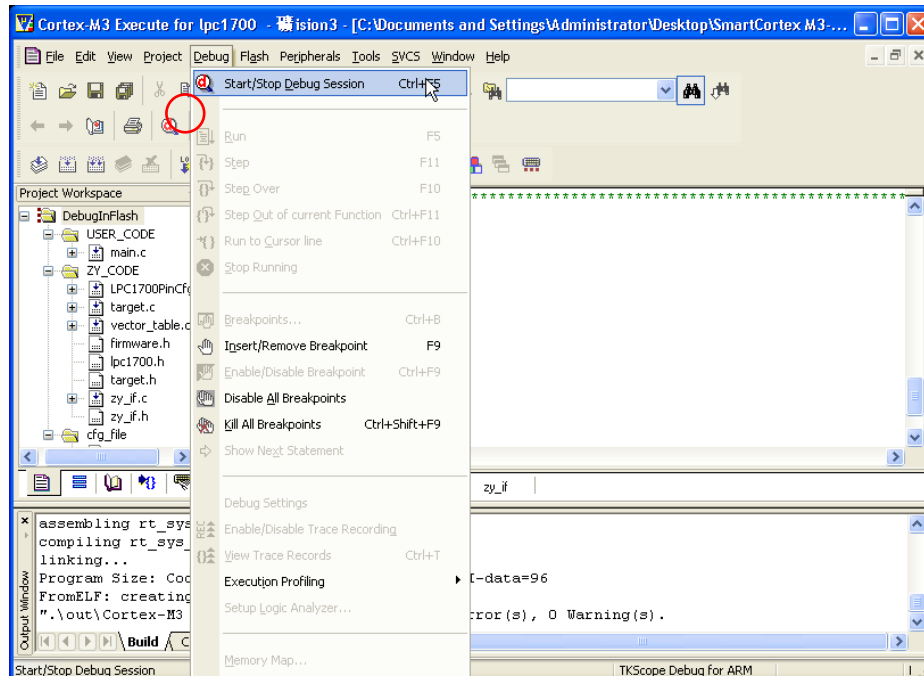 Cortex-M3 Execute for lpc1700 - 礦ision3 - [C:\Documents and Settings\Administrator\Desktop\SmartCortex M3-...
File Edit View Project Debug Flash Peripherals Tools SVCS Window Help
Start/Stop Debug Session Ctrl+F5
Run F5
Step F11
Step Over F10
Step Out of current Function Ctrl+F11
Run to Cursor line Ctrl+F10
Stop Running
Breakpoints... Ctrl+B
Insert/Remove Breakpoint F9
Enable/Disable Breakpoint Ctrl+F9
Disable All Breakpoints
Kill All Breakpoints Ctrl+Shift+F9
Show Next Statement
Debug Settings
Enable/Disable Trace Recording
View Trace Records Ctrl+T
Execution Profiling
Setup Logic Analyzer...
Memory Map...
Project Workspace
DebugInFlash
USER_CODE
main.c
ZY_CODE
LPC1700PinCfg
target.c
vector_table.c
firmware.h
lpc1700.h
target.h
zy_if.c
zy_if.h
cfg_file
zy_if
assembling rt_sys
compiling rt_sys_
linking...
Program Size: Coc I-data=96
FromELF: creating
".\out\Cortex-M3 rror(s), 0 Warning(s).
Output Window
Build C
Start/Stop Debug Session TKScope Debug for ARM